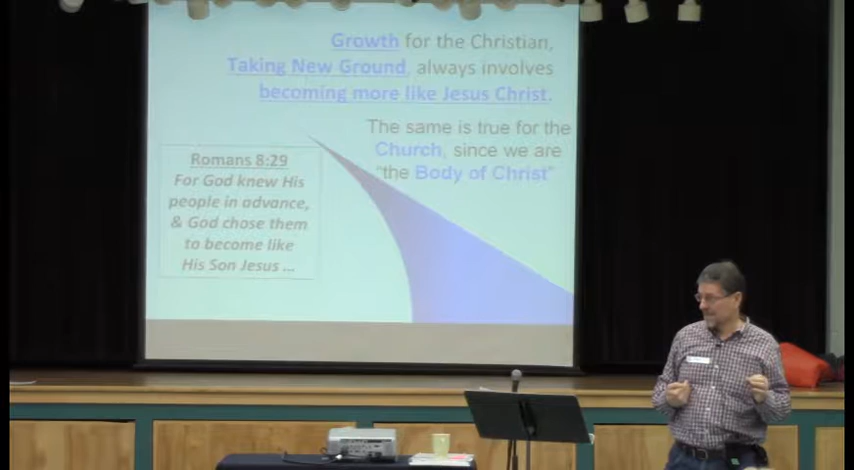 Growth for the Christian,
Taking New Ground, always involves
becoming more like Jesus Christ.
The same is true for the
Church, since we are
"the Body of Christ"
Romans 8:29
For God knew His
people in advance,
& God chose them
to become like
His Son Jesus ...